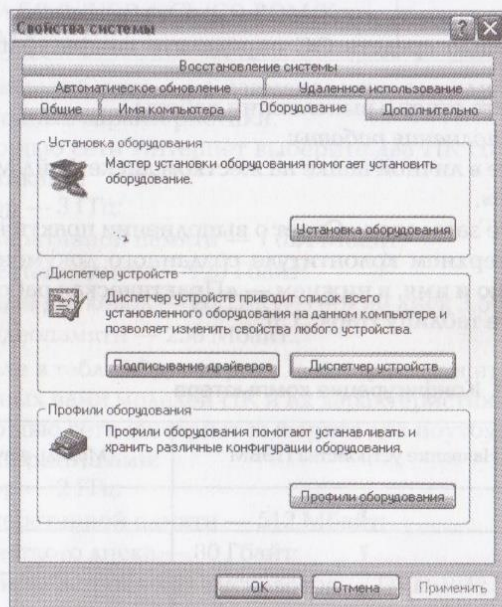 Свойства системы
Восстановление системы
Автоматическое обновление
Удаленное использование
Общие
Имя компьютера
Оборудование
Дополнительно
Установка оборудования
Мастер установки оборудования помогает установить
оборудование.
Установка оборудования
Диспетчер устройств
Диспетчер устройств приводит список всего
установленного оборудования на данном компьютере и
позволяет изменить свойства любого устройства.
Подписывание драйверов
Диспетчер устройств
Профили оборудования
Профили оборудования помогают устанавливать и
хранить различные конфигурации оборудования.
Профили оборудования
OK
Отмена
Применить